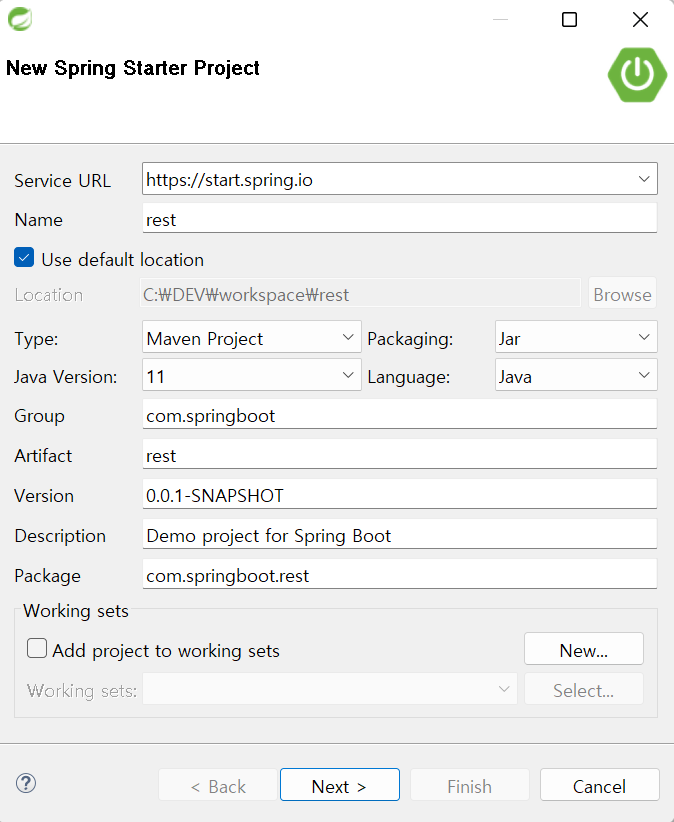 New Spring Starter Project
Service URL https://start.spring.io
Name rest
Use default location
Location C:₩DEV₩workspace₩rest Browse
Type: Maven Project Packaging: Jar
Java Version: 11 Language: Java
Group com.springboot
Artifact rest
Version 0.0.1-SNAPSHOT
Description Demo project for Spring Boot
Package com.springboot.rest
Working sets
Add project to working sets New...
Working sets: Select...
? < Back Next > Finish Cancel